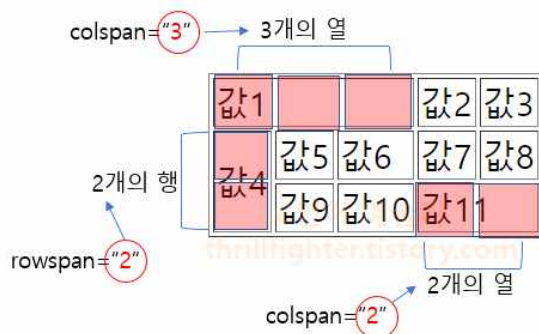 colspan="3"
3개의 열
값1 값2 값3
값4 값5 값6 값7 값8
2개의 행
값9 값10 값11
thrillfighter.tistory.com
rowspan="2"
2개의 열
colspan="2"